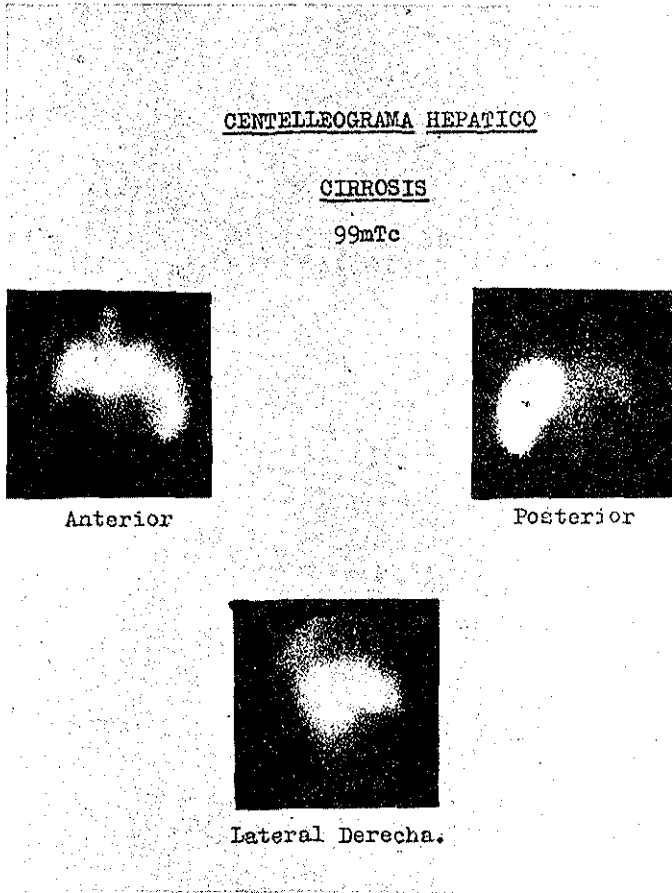 CENTELLEOGRAMA HEPATICO
CIRROSIS
99mTc
Anterior
Posterior
Lateral Derecha.